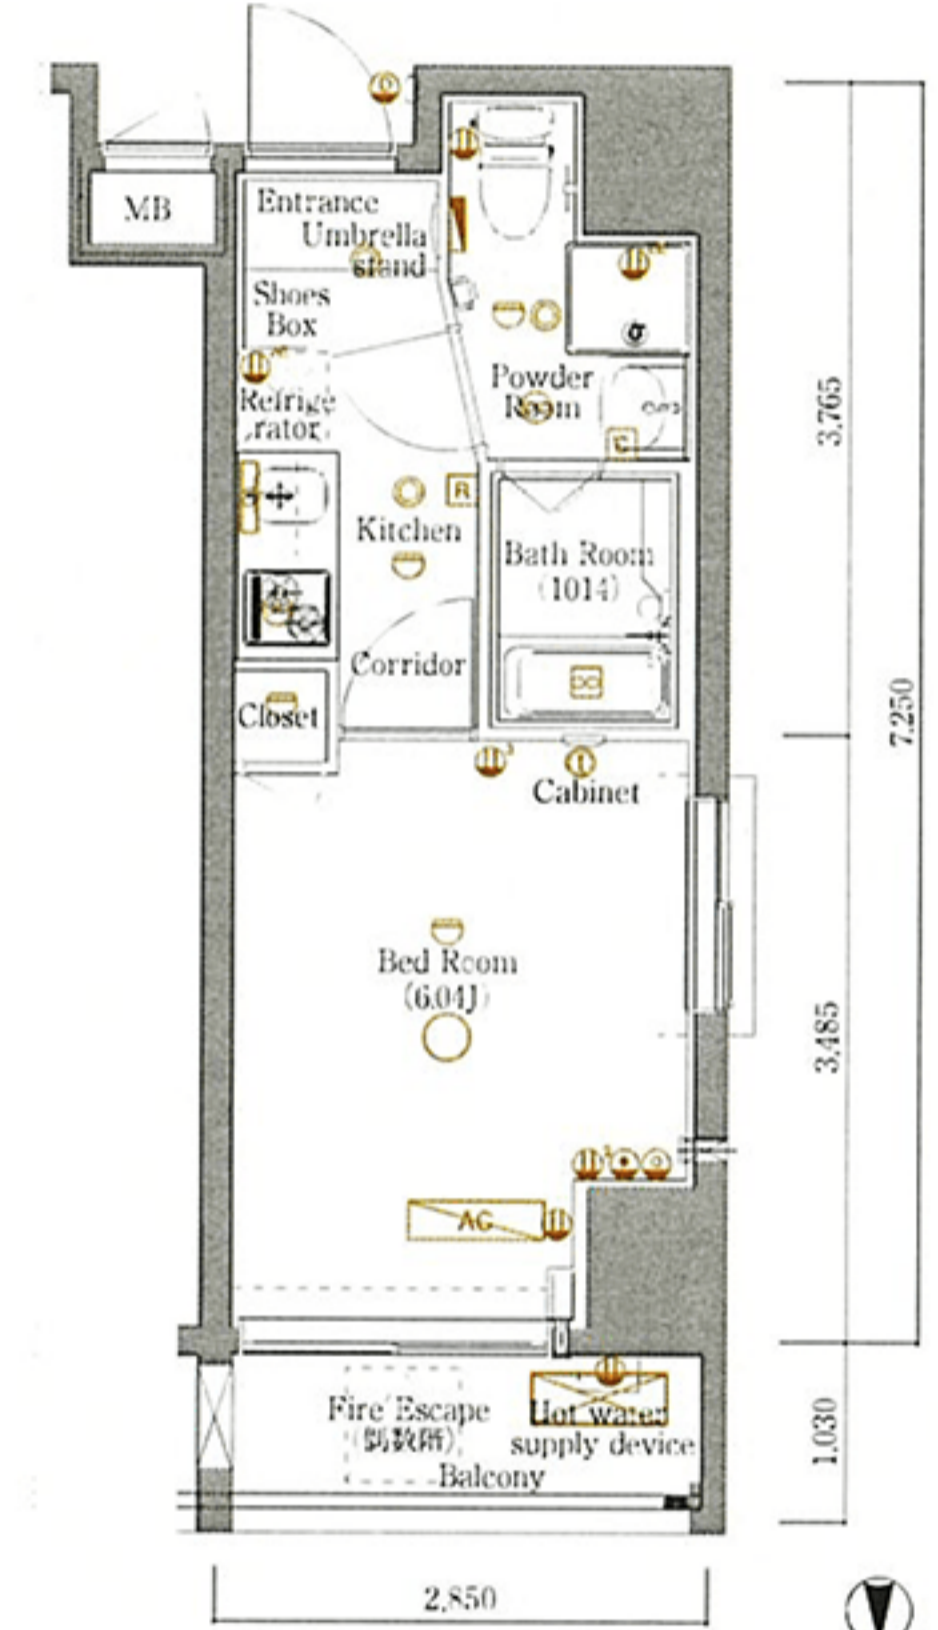 MB
Entrance
Umbrella
stand
Shoes
Box
Refrige
rator
Powder
Room
C
R
Kitchen
Bath Room
(1014)
Corridor
Closet
Cabinet
Bed Room
(6.04J)
AC
Fire Escape
Hot water
supply device
Balcony
3,765
7,250
3,485
1,030
2,850